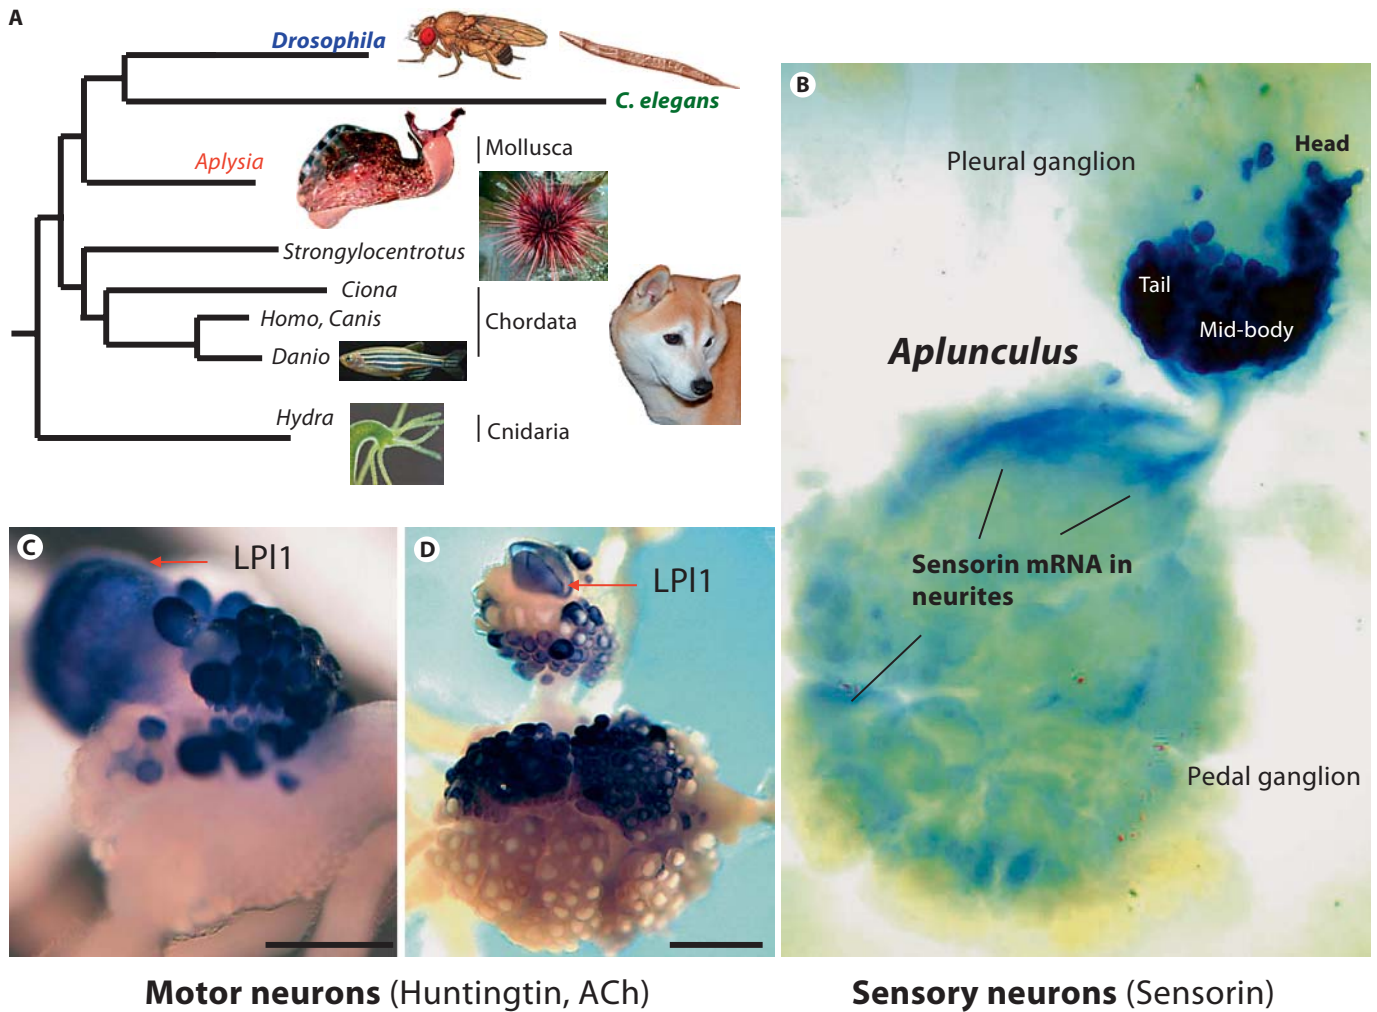 A
Drosophila
C. elegans
Aplysia
Mollusca
Strongylocentrotus
Ciona
Homo, Canis
Chordata
Danio
Hydra
Cnidaria
B
Pleural ganglion
Head
Tail
Mid-body
Aplunculus
Sensorin mRNA in
neurites
Pedal ganglion
C
LPl1
D
LPl1
Motor neurons (Huntingtin, ACh)
Sensory neurons (Sensorin)